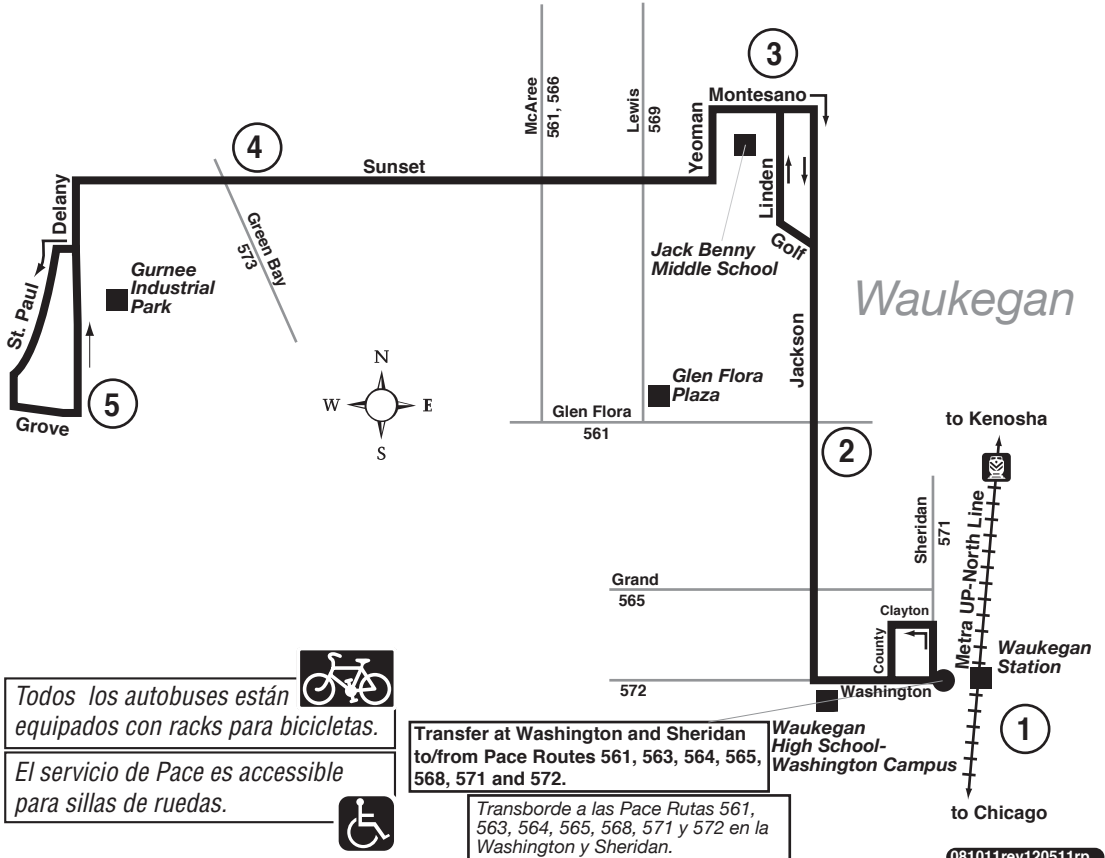 3
Montesano
McAree
561, 566
Lewis
569
Yeoman
4
Sunset
Linden
Delany
Green Bay
573
Golf
Jack Benny
Middle School
Gurnee
Industrial
Park
St. Paul
Waukegan
Jackson
N
W
E
S
Glen Flora
Plaza
5
Grove
Glen Flora
561
to Kenosha
2
Sheridan
571
Metra UP-North Line
Grand
565
Clayton
County
Waukegan
Station
572
Washington
Todos los autobuses están
equipados con racks para bicicletas.
Transfer at Washington and Sheridan
to/from Pace Routes 561, 563, 564, 565,
568, 571 and 572.
Waukegan
High School-
Washington Campus
1
El servicio de Pace es accessible
para sillas de ruedas.
Transborde a las Pace Rutas 561,
563, 564, 565, 568, 571 y 572 en la
Washington y Sheridan.
to Chicago
081011rev120511rp